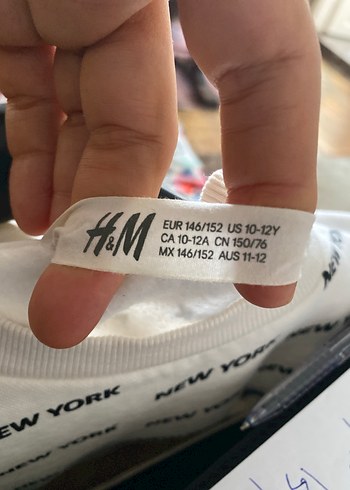 H&M
EUR 146/152 US 10-12Y
CA 10-12A CN 150/76
MX 146/152 AUS 11-12
NEW
NEW YORK
EW YORK
NEW YORK